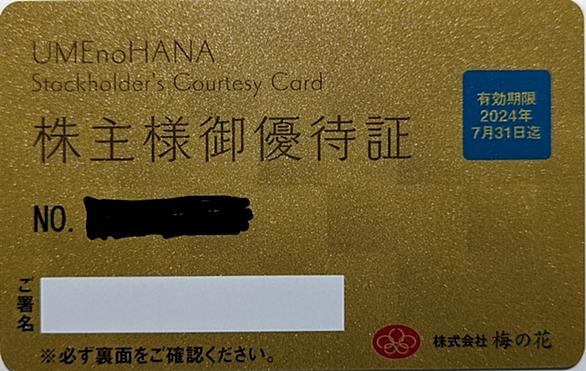 UMEnoHANA
Stockholder's Courtesy Card
株主様御優待証
有効期限
2024年
7月31日迄
NO.
ご署名
※必ず裏面をご確認ください。
株式会社 梅の花